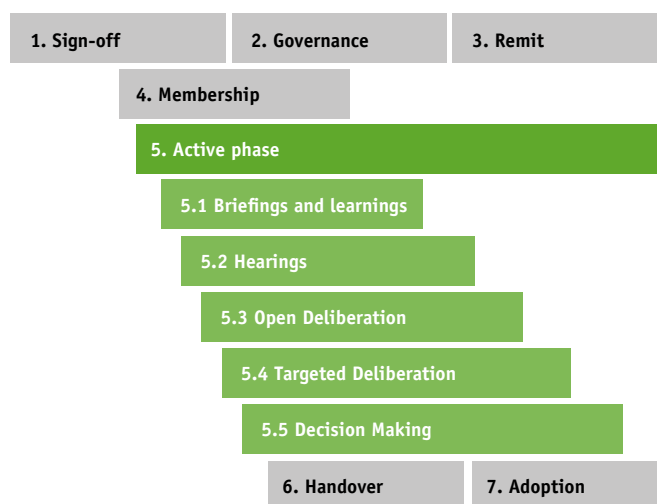 1. Sign-off
2. Governance
3. Remit
4. Membership
5. Active phase
5.1 Briefings and learnings
5.2 Hearings
5.3 Open Deliberation
5.4 Targeted Deliberation
5.5 Decision Making
6. Handover
7. Adoption